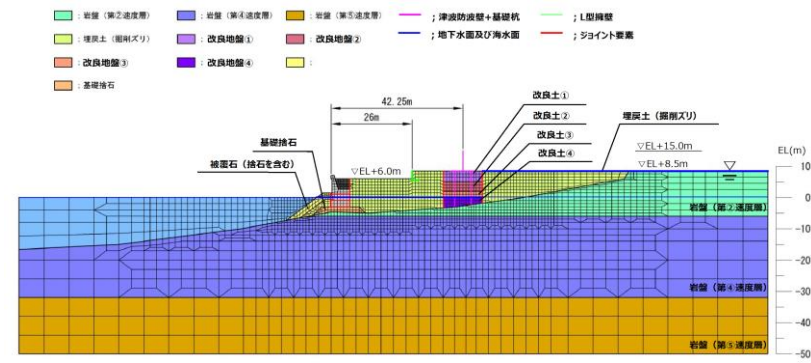 : 岩盤（第②速度層）
: 岩盤（第④速度層）
: 岩盤（第⑤速度層）
; 津波防波壁＋基礎杭
; L型擁壁
: 埋戻土（掘削ズリ）
: 改良地盤①
: 改良地盤②
; 地下水面及び海水面
; ジョイント要素
: 改良地盤③
: 改良地盤④
:
: 基礎捨石
42.25m
26m
改良土①
改良土②
改良土③
改良土④
埋戻土（掘削ズリ）
基礎捨石
被覆石（捨石を含む）
▽EL+6.0m
▽EL+15.0m
▽EL+8.5m
EL(m)
10
0
-10
-20
-30
-40
-50
岩盤（第②速度層）
岩盤（第④速度層）
岩盤（第⑤速度層）